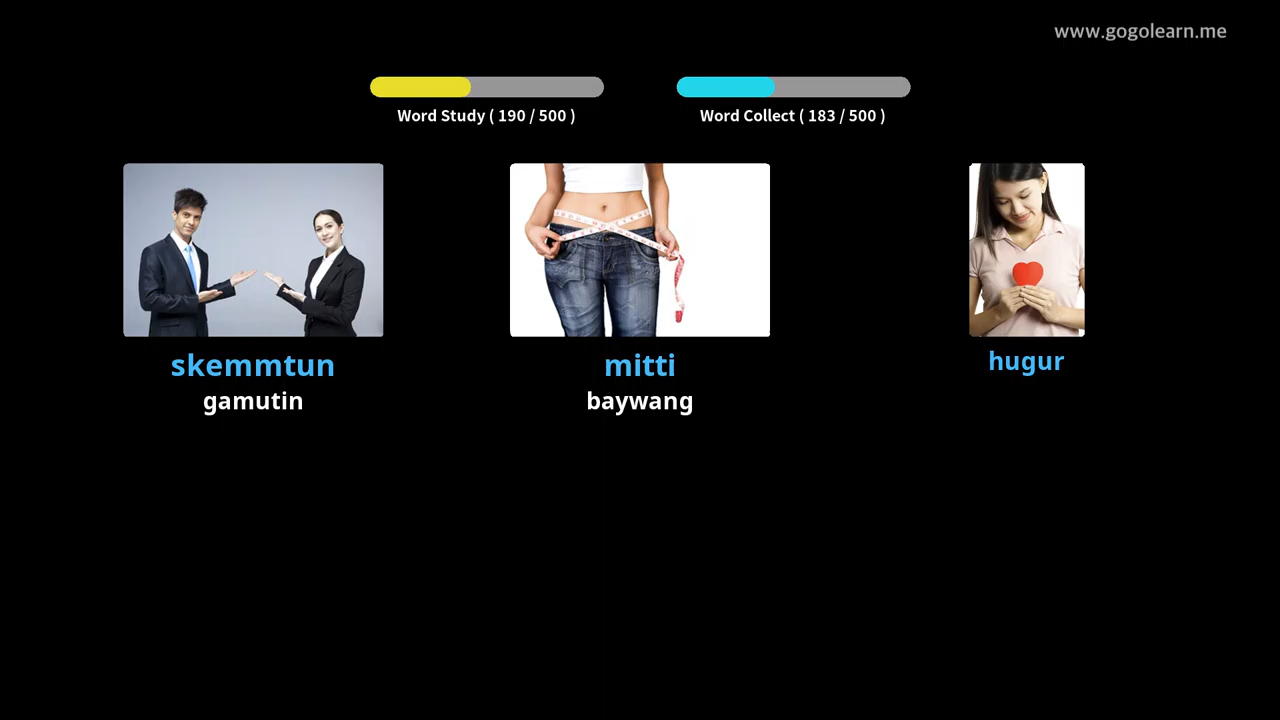 www.gogolearn.me
Word Study ( 190 / 500 )
Word Collect ( 183 / 500 )
skemmtun
mitti
hugur
gamutin
baywang